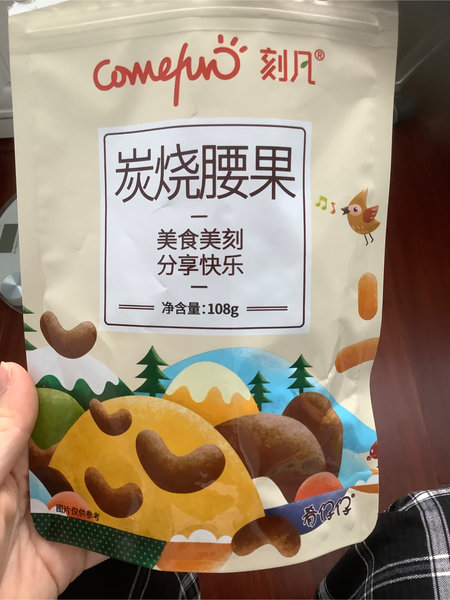 comefun 刻凡®
炭烧腰果
美食美刻
分享快乐
净含量:108g
图片仅供参考